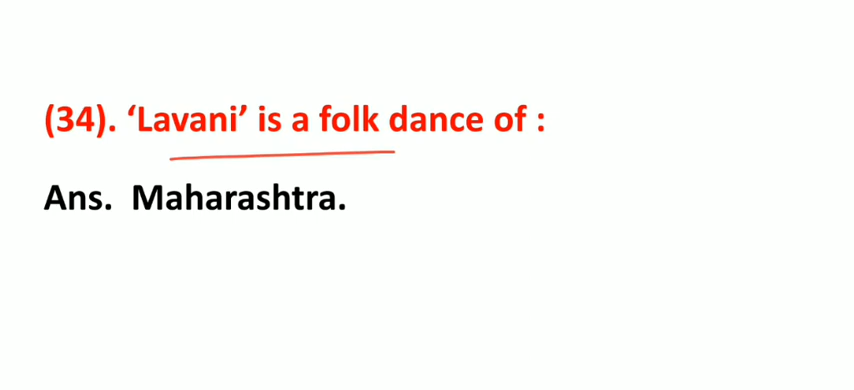 (34). ‘Lavani’ is a folk dance of :
Ans. Maharashtra.